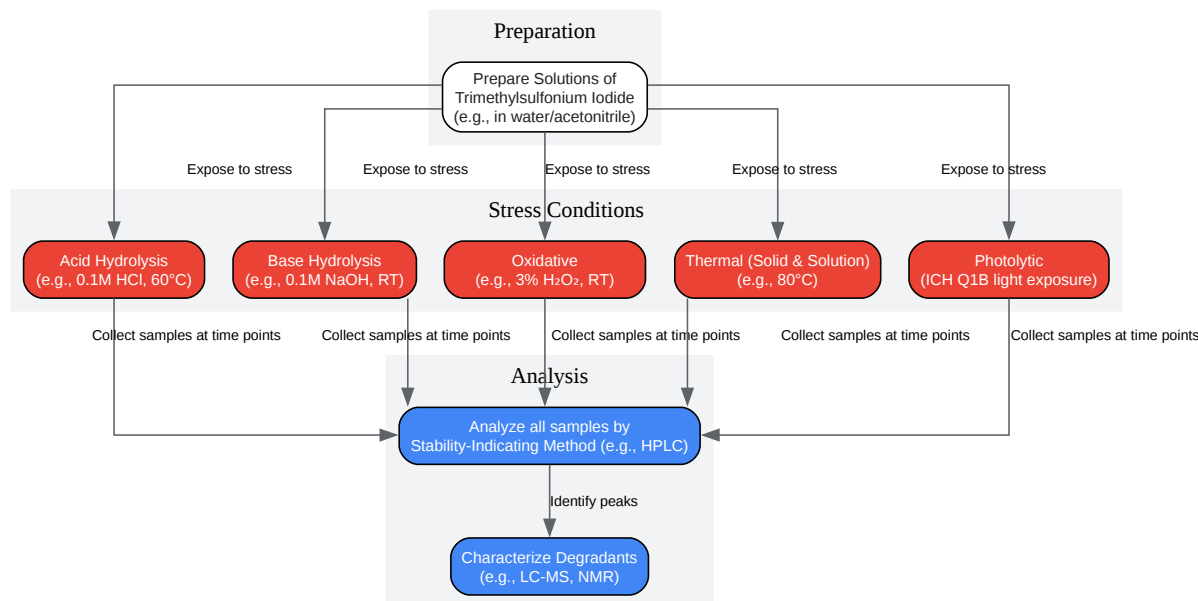 Preparation
Prepare Solutions of
Trimethylsulfonium Iodide
(e.g., in water/acetonitrile)
Expose to stress
Expose to stress
Expose to stress
Expose to stress
Expose to stress
Stress Conditions
Acid Hydrolysis
(e.g., 0.1M HCl, 60°C)
Base Hydrolysis
(e.g., 0.1M NaOH, RT)
Oxidative
(e.g., 3% H₂O₂, RT)
Thermal (Solid & Solution)
(e.g., 80°C)
Photolytic
(ICH Q1B light exposure)
Collect samples at time points
Collect samples at time points
Collect samples at time points
Collect samples at time points
Collect samples at time points
Analysis
Analyze all samples by
Stability-Indicating Method (e.g., HPLC)
Identify peaks
Characterize Degradants
(e.g., LC-MS, NMR)